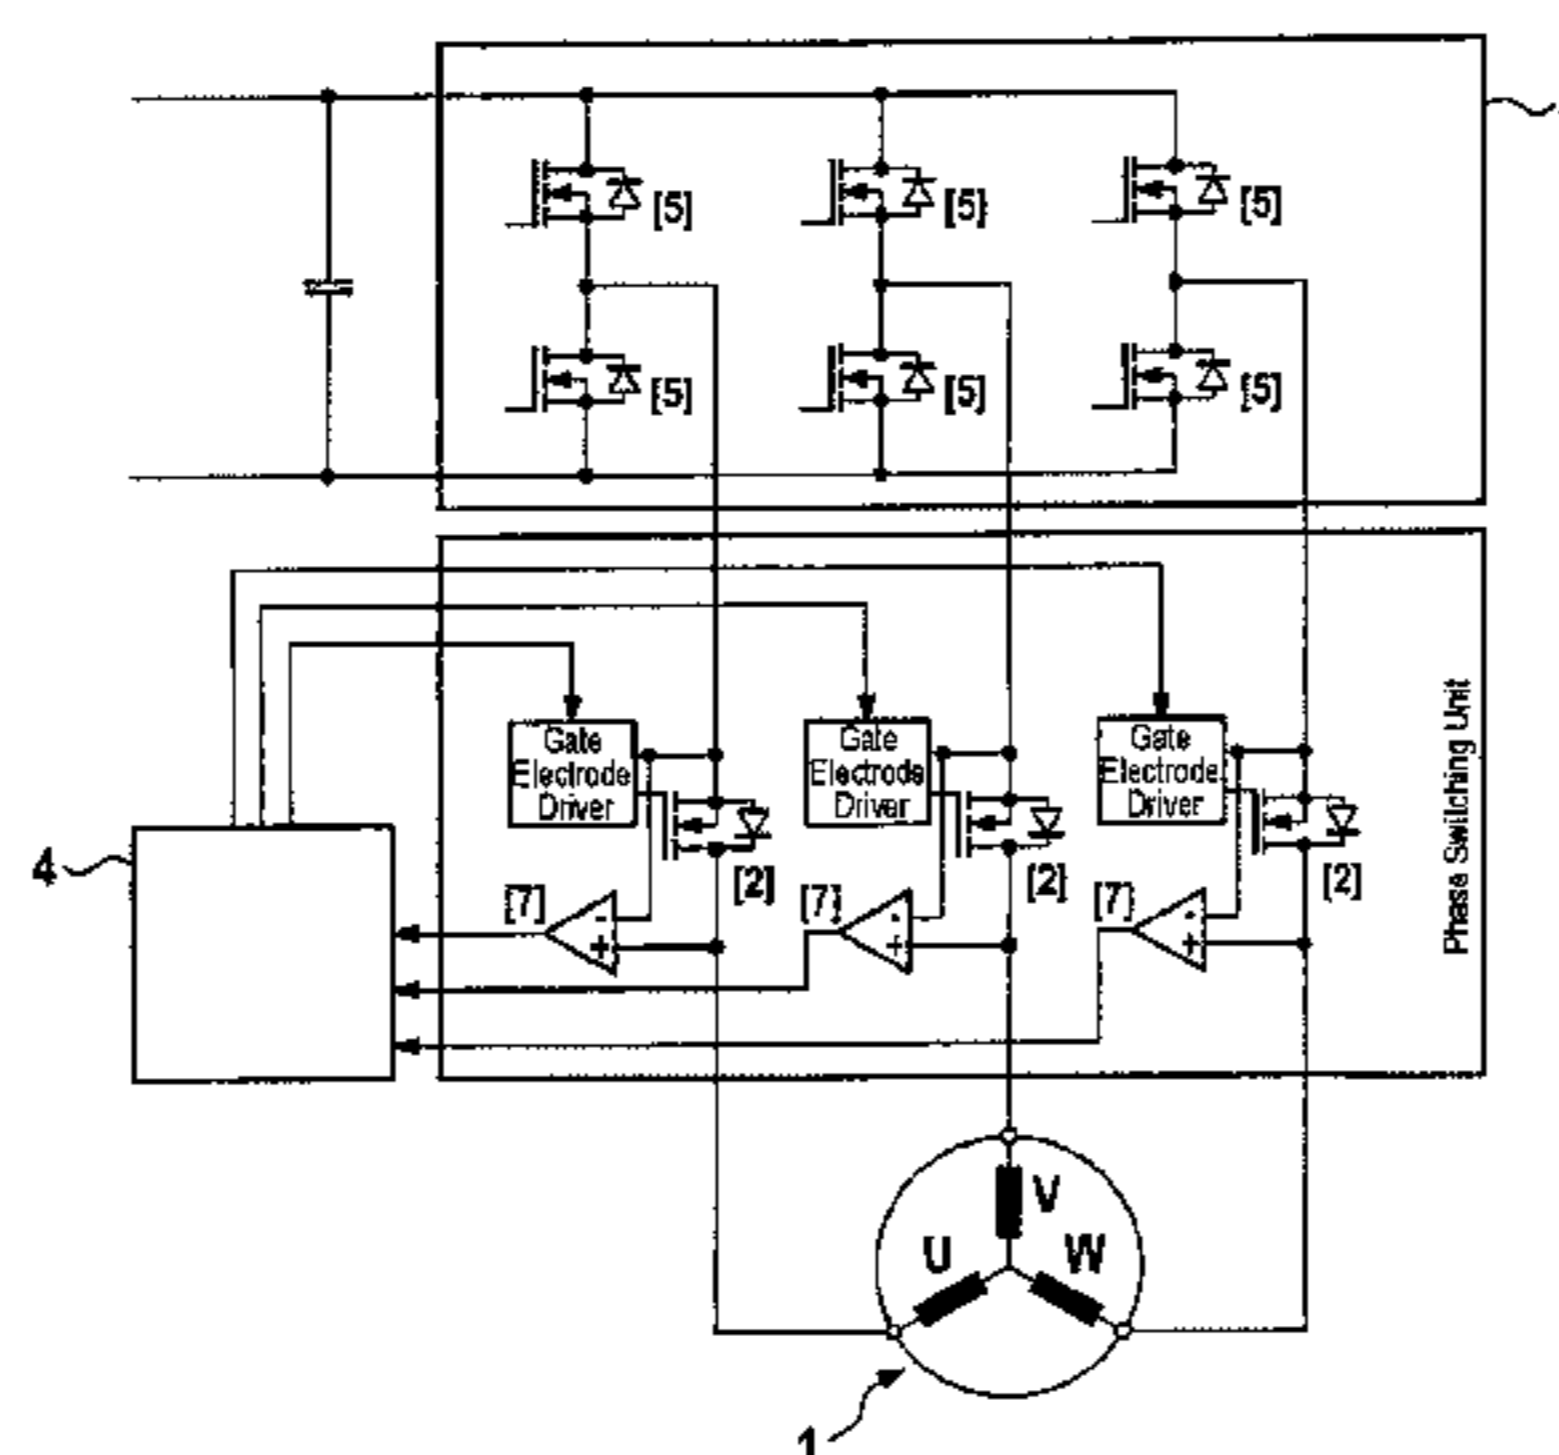 [5] [5] [5]
[5] [5] [5]
Gate
Electrode
Driver
Gate
Electrode
Driver
Gate
Electrode
Driver
Phase Switching Unit
4
[2] [2] [2]
[7] [7] [7]
- - -
+ + +
V
U W
1